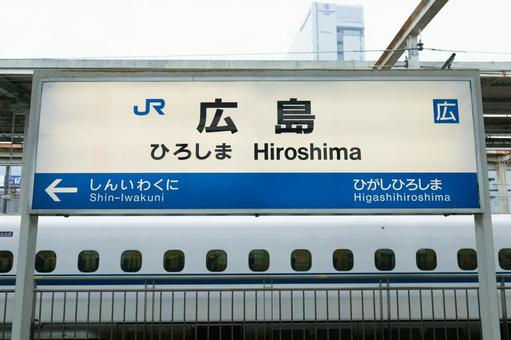 JR 広島 広
ひろしま Hiroshima
← しんいわくに ひがしひろしま
Shin-Iwakuni Higashihiroshima